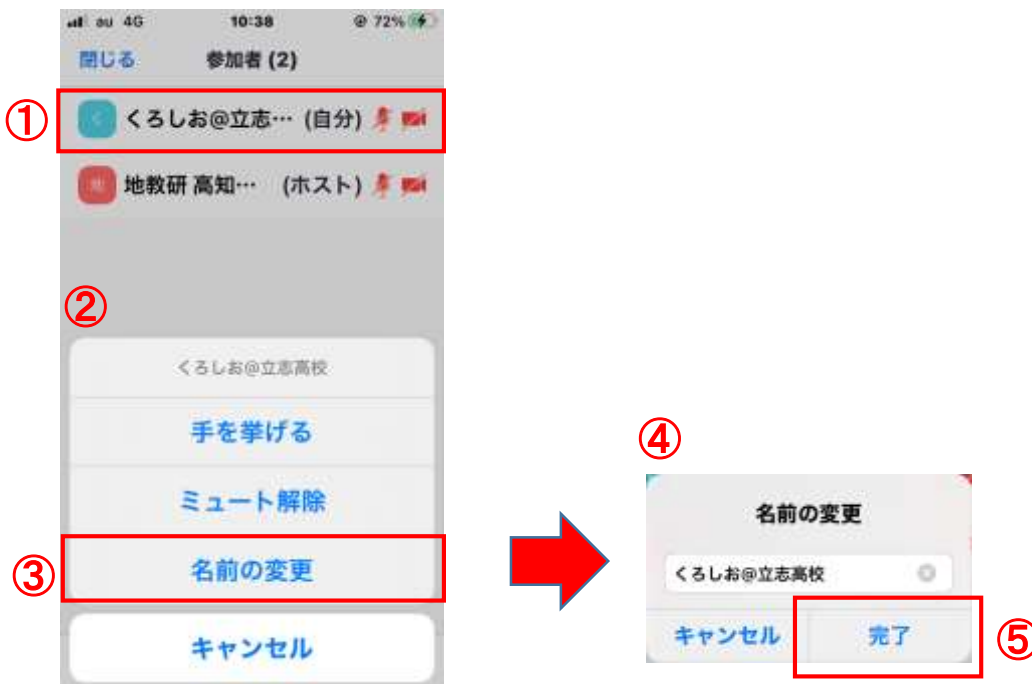 au 4G 10:38 72%
閉じる 参加者 (2)
① くろしお@立志… (自分)
地教研 高知… (ホスト)
②
くろしお@立志高校
手を挙げる
ミュート解除
③ 名前の変更
キャンセル
④
名前の変更
くろしお@立志高校
キャンセル 完了 ⑤